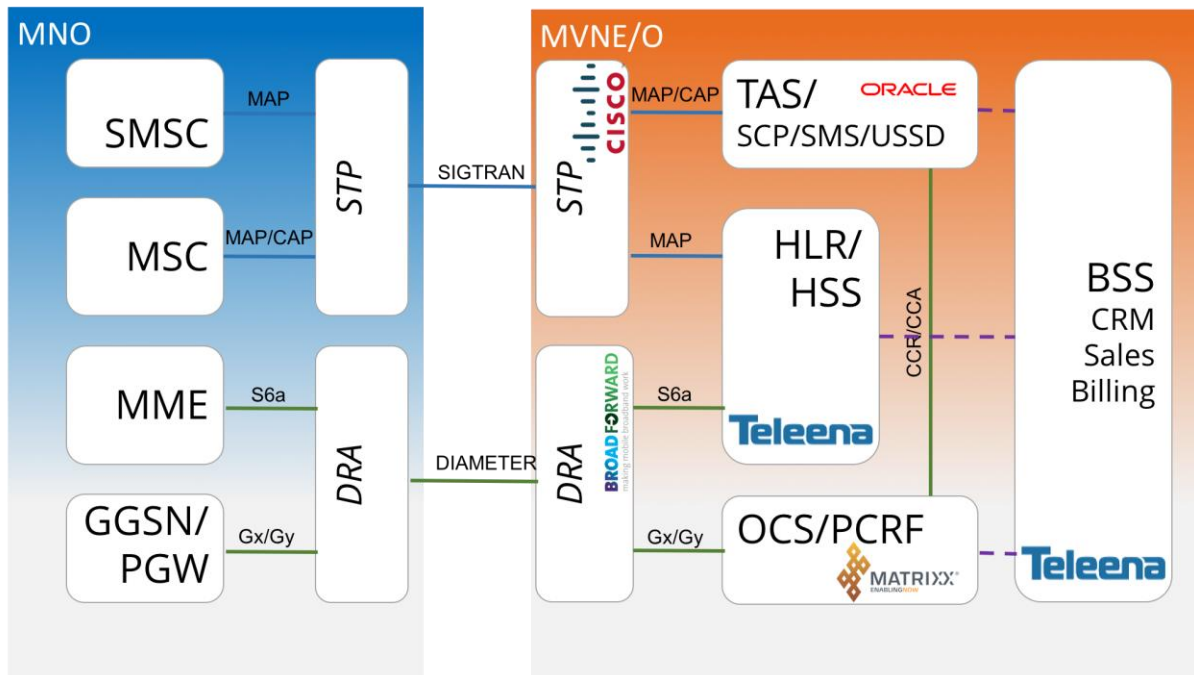 MNO
SMSC
MAP
MSC
MAP/CAP
STP
MME
S6a
GGSN/
PGW
Gx/Gy
DRA
SIGTRAN
DIAMETER
MVNE/O
STP
CISCO
DRA
BROADFORWARD
making mobile broadband work
MAP/CAP
TAS/
ORACLE
SCP/SMS/USSD
MAP
HLR/
HSS
Teleena
S6a
CCR/CCA
Gx/Gy
OCS/PCRF
MATRIXX®
ENABLINGNOW
BSS
CRM
Sales
Billing
Teleena